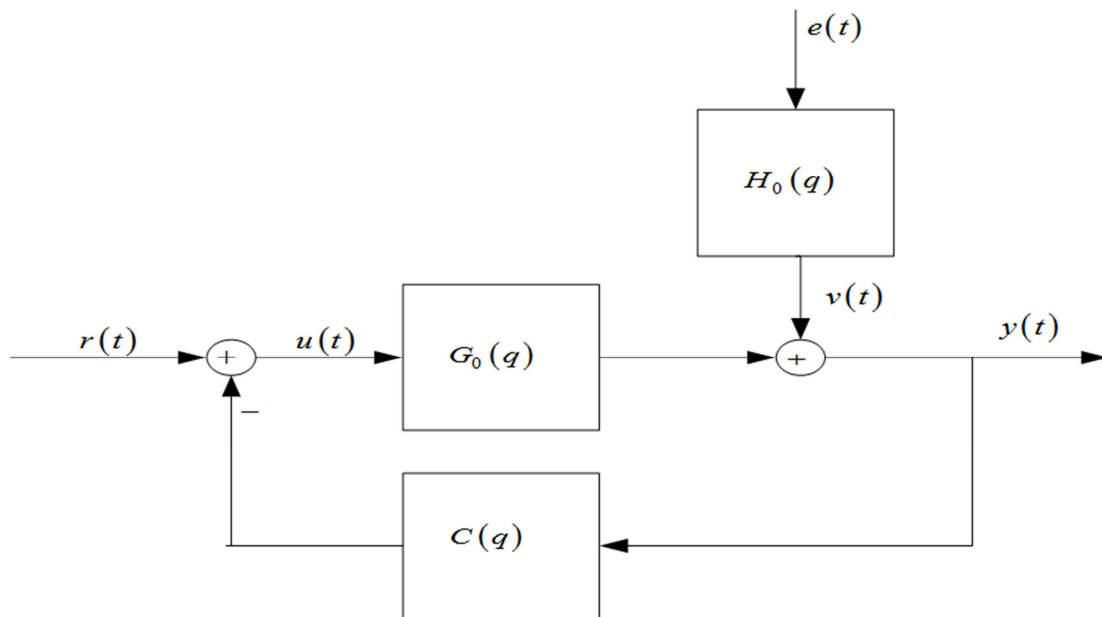 e(t)
H₀(q)
v(t)
r(t) + u(t) G₀(q) + y(t)
−
C(q)